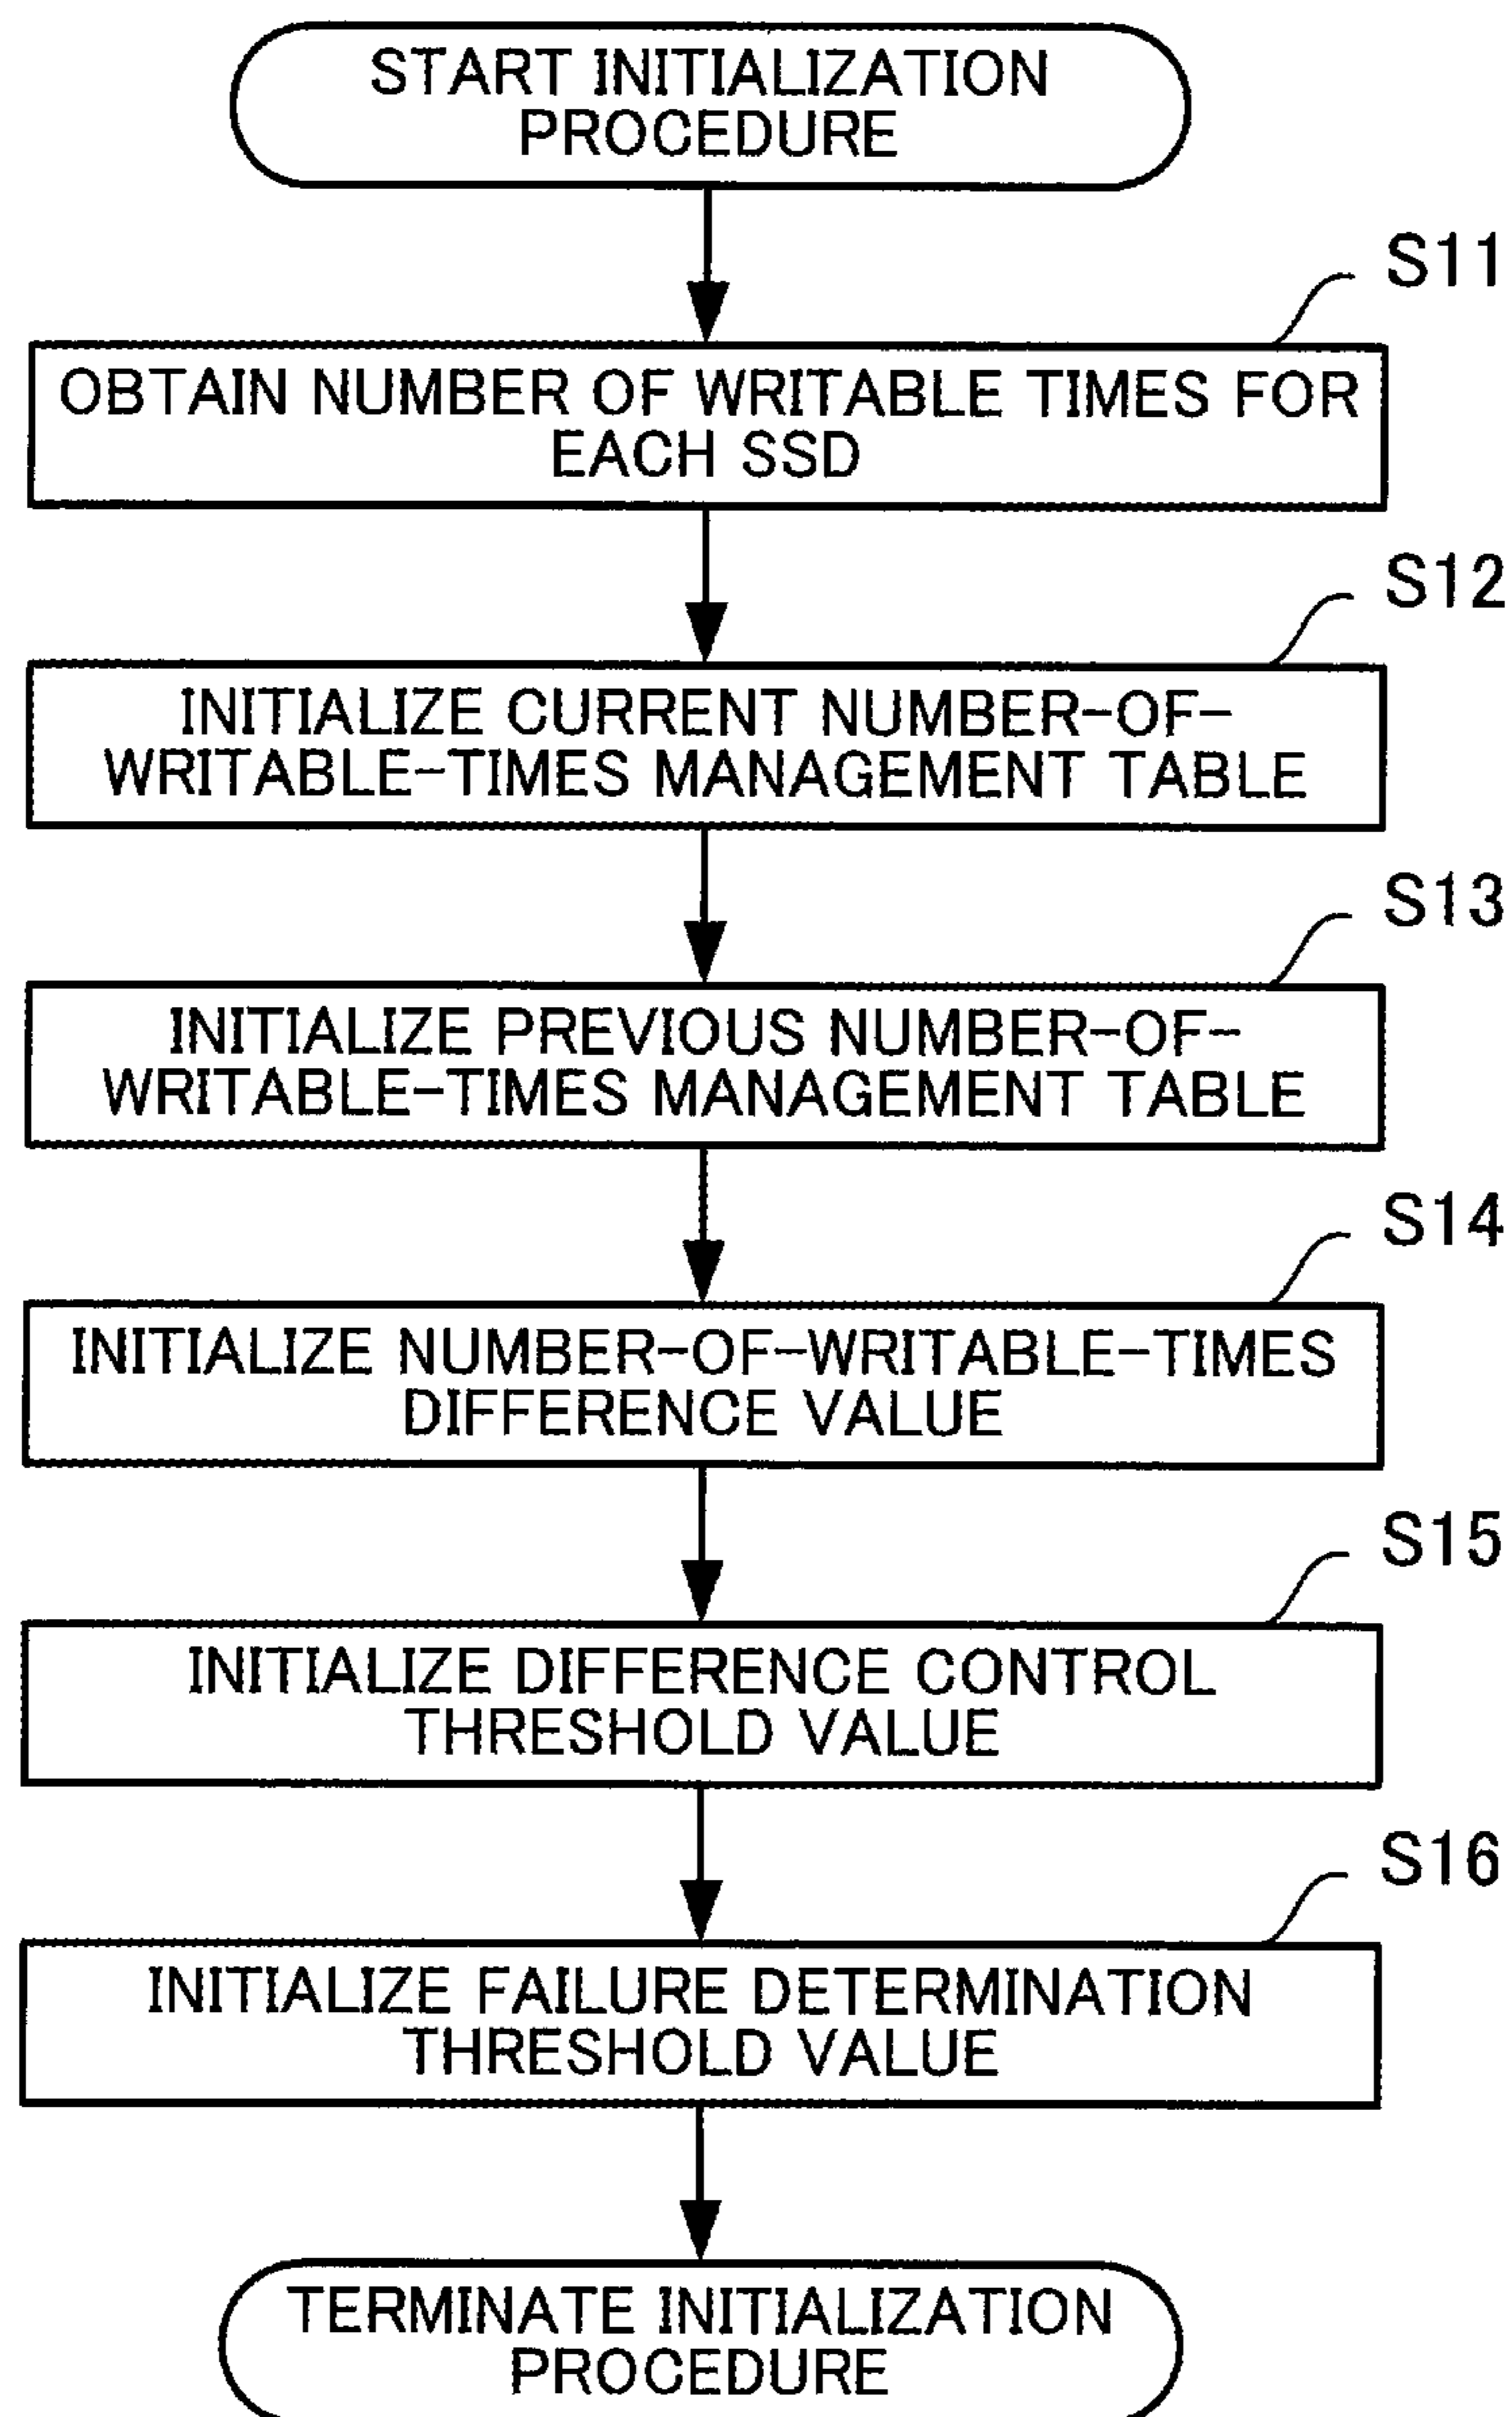 START INITIALIZATION
PROCEDURE
S11
OBTAIN NUMBER OF WRITABLE TIMES FOR
EACH SSD
S12
INITIALIZE CURRENT NUMBER-OF-
WRITABLE-TIMES MANAGEMENT TABLE
S13
INITIALIZE PREVIOUS NUMBER-OF-
WRITABLE-TIMES MANAGEMENT TABLE
S14
INITIALIZE NUMBER-OF-WRITABLE-TIMES
DIFFERENCE VALUE
S15
INITIALIZE DIFFERENCE CONTROL
THRESHOLD VALUE
S16
INITIALIZE FAILURE DETERMINATION
THRESHOLD VALUE
TERMINATE INITIALIZATION
PROCEDURE